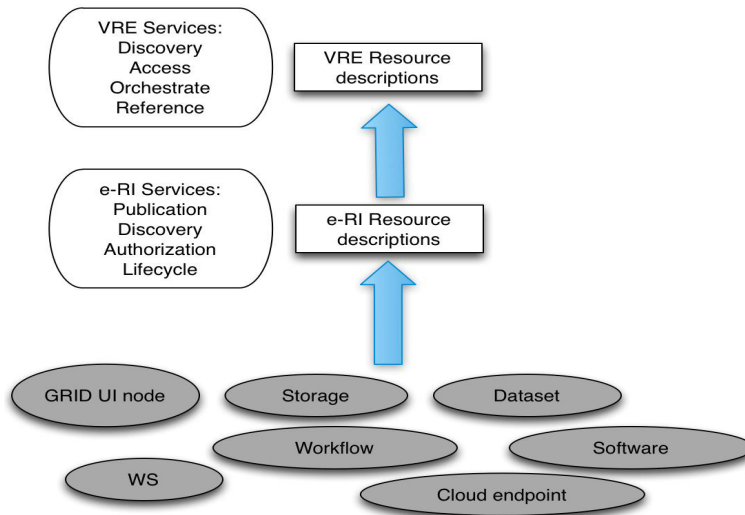 VRE Services:
Discovery
Access
Orchestrate
Reference
VRE Resource
descriptions
e-RI Services:
Publication
Discovery
Authorization
Lifecycle
e-RI Resource
descriptions
GRID UI node
Storage
Dataset
Workflow
Software
WS
Cloud endpoint